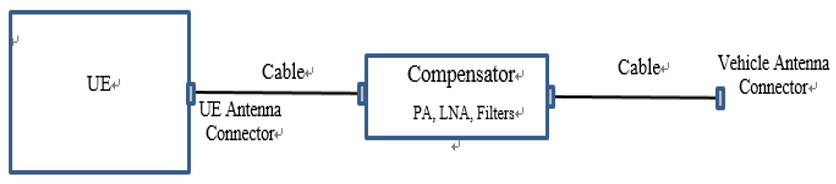 UE
Cable
UE Antenna
Connector
Compensator
PA, LNA, Filters
Cable
Vehicle Antenna
Connector